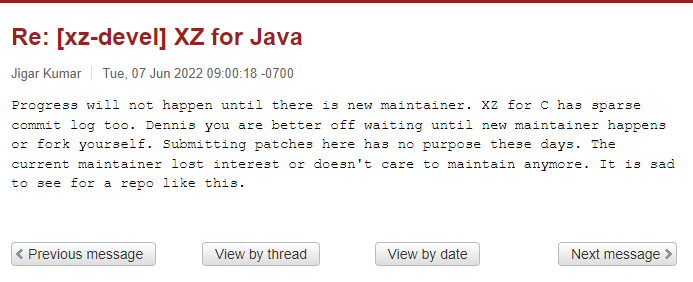 Re: [xz-devel] XZ for Java
Jigar Kumar Tue, 07 Jun 2022 09:00:18 -0700
Progress will not happen until there is new maintainer. XZ for C has sparse
commit log too. Dennis you are better off waiting until new maintainer happens
or fork yourself. Submitting patches here has no purpose these days. The
current maintainer lost interest or doesn't care to maintain anymore. It is sad
to see for a repo like this.
Previous message View by thread View by date Next message